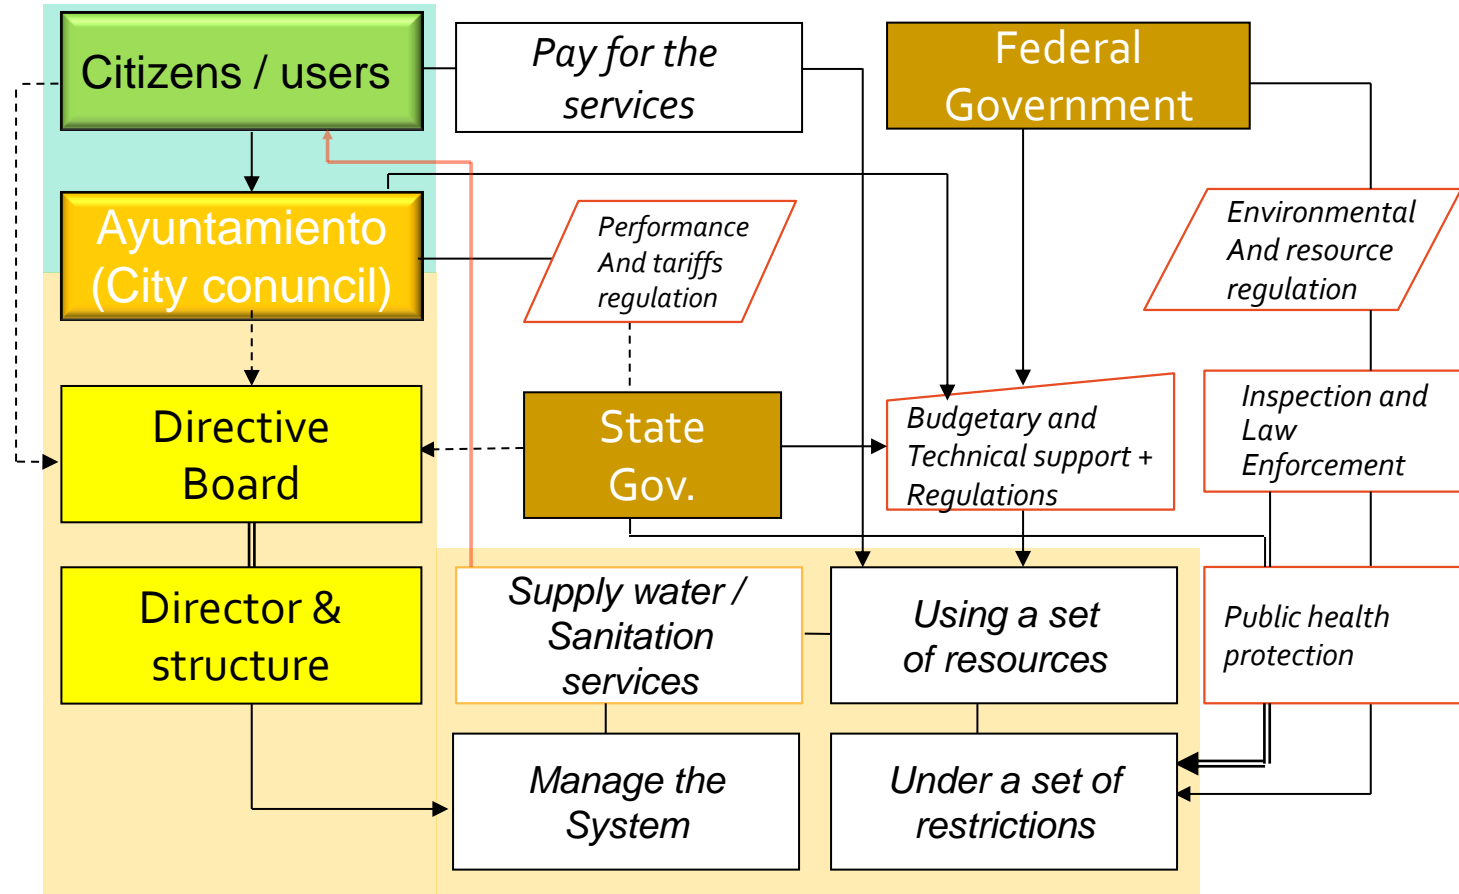 Citizens / users
Pay for the
services
Federal
Government
Ayuntamiento
(City conuncil)
Performance
And tariffs
regulation
Environmental
And resource
regulation
Directive
Board
State
Gov.
Budgetary and
Technical support +
Regulations
Inspection and
Law
Enforcement
Director &
structure
Supply water /
Sanitation
services
Using a set
of resources
Public health
protection
Manage the
System
Under a set of
restrictions